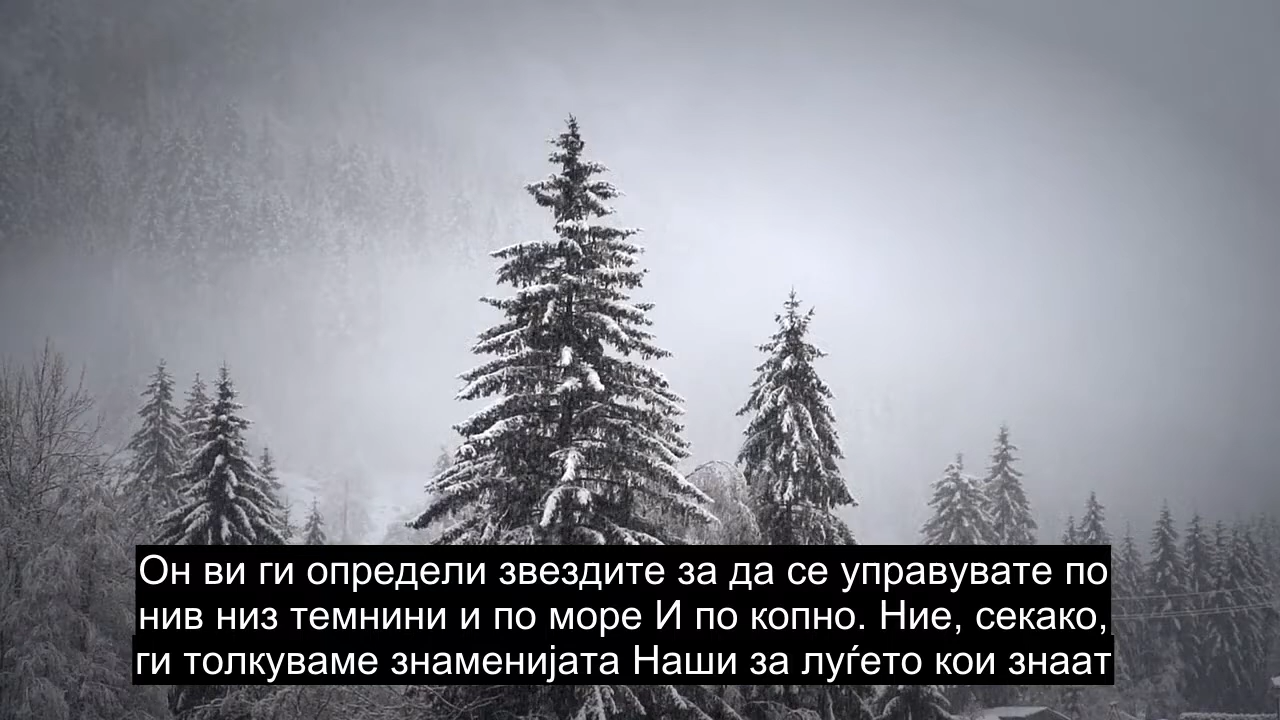 Он ви ги определи звездите за да се управувате по
нив низ темнини и по море И по копно. Ние, секако,
ги толкуваме знаменијата Наши за луѓето кои знаат